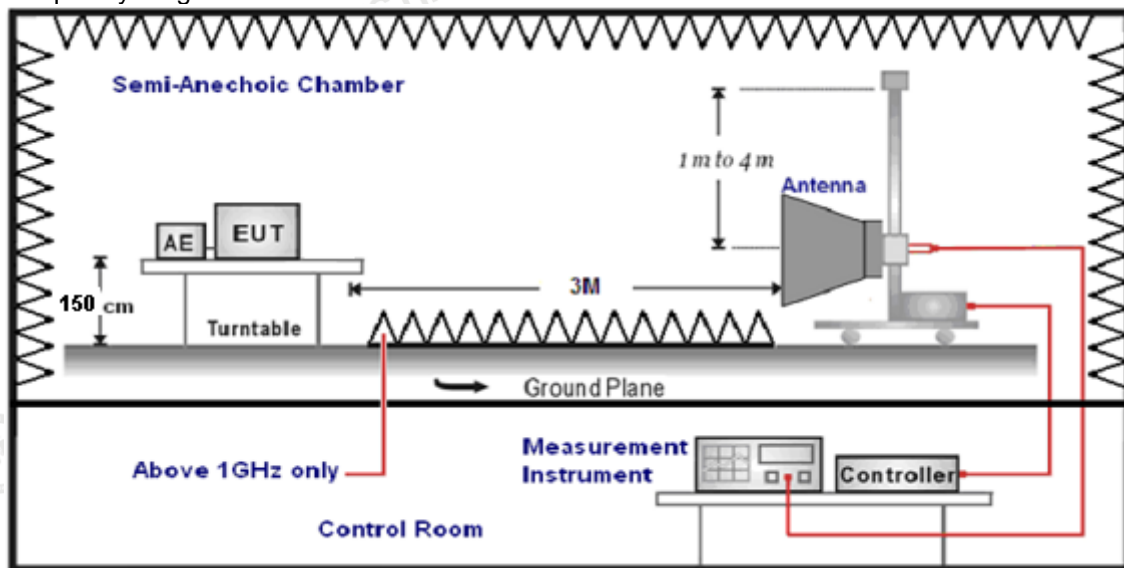 Semi-Anechoic Chamber
1 m to 4 m
Antenna
AE
EUT
150 cm
3M
Turntable
Ground Plane
Above 1GHz only
Measurement
Instrument
Controller
Control Room